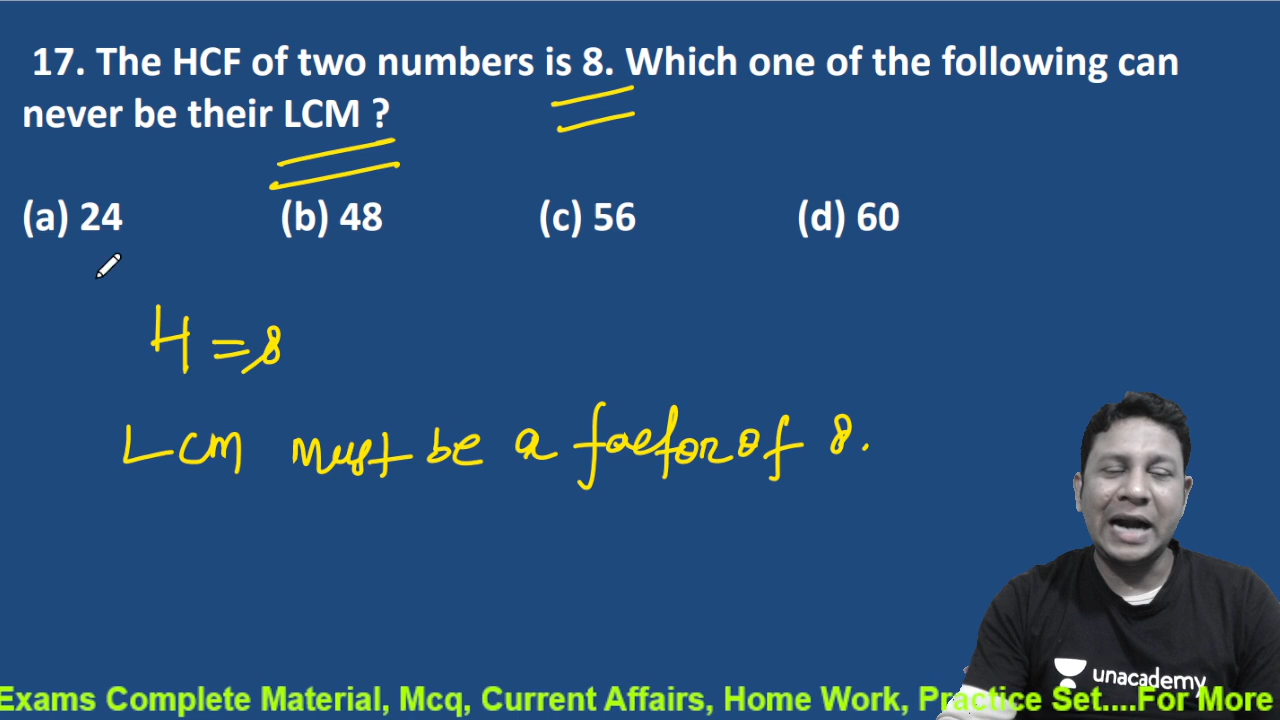 17. The HCF of two numbers is 8. Which one of the following can
never be their LCM ?
(a) 24 (b) 48 (c) 56 (d) 60
H = 8
LCM must be a factor of 8.
unacademy
Exams Complete Material, Mcq, Current Affairs, Home Work, Practice Set....For More